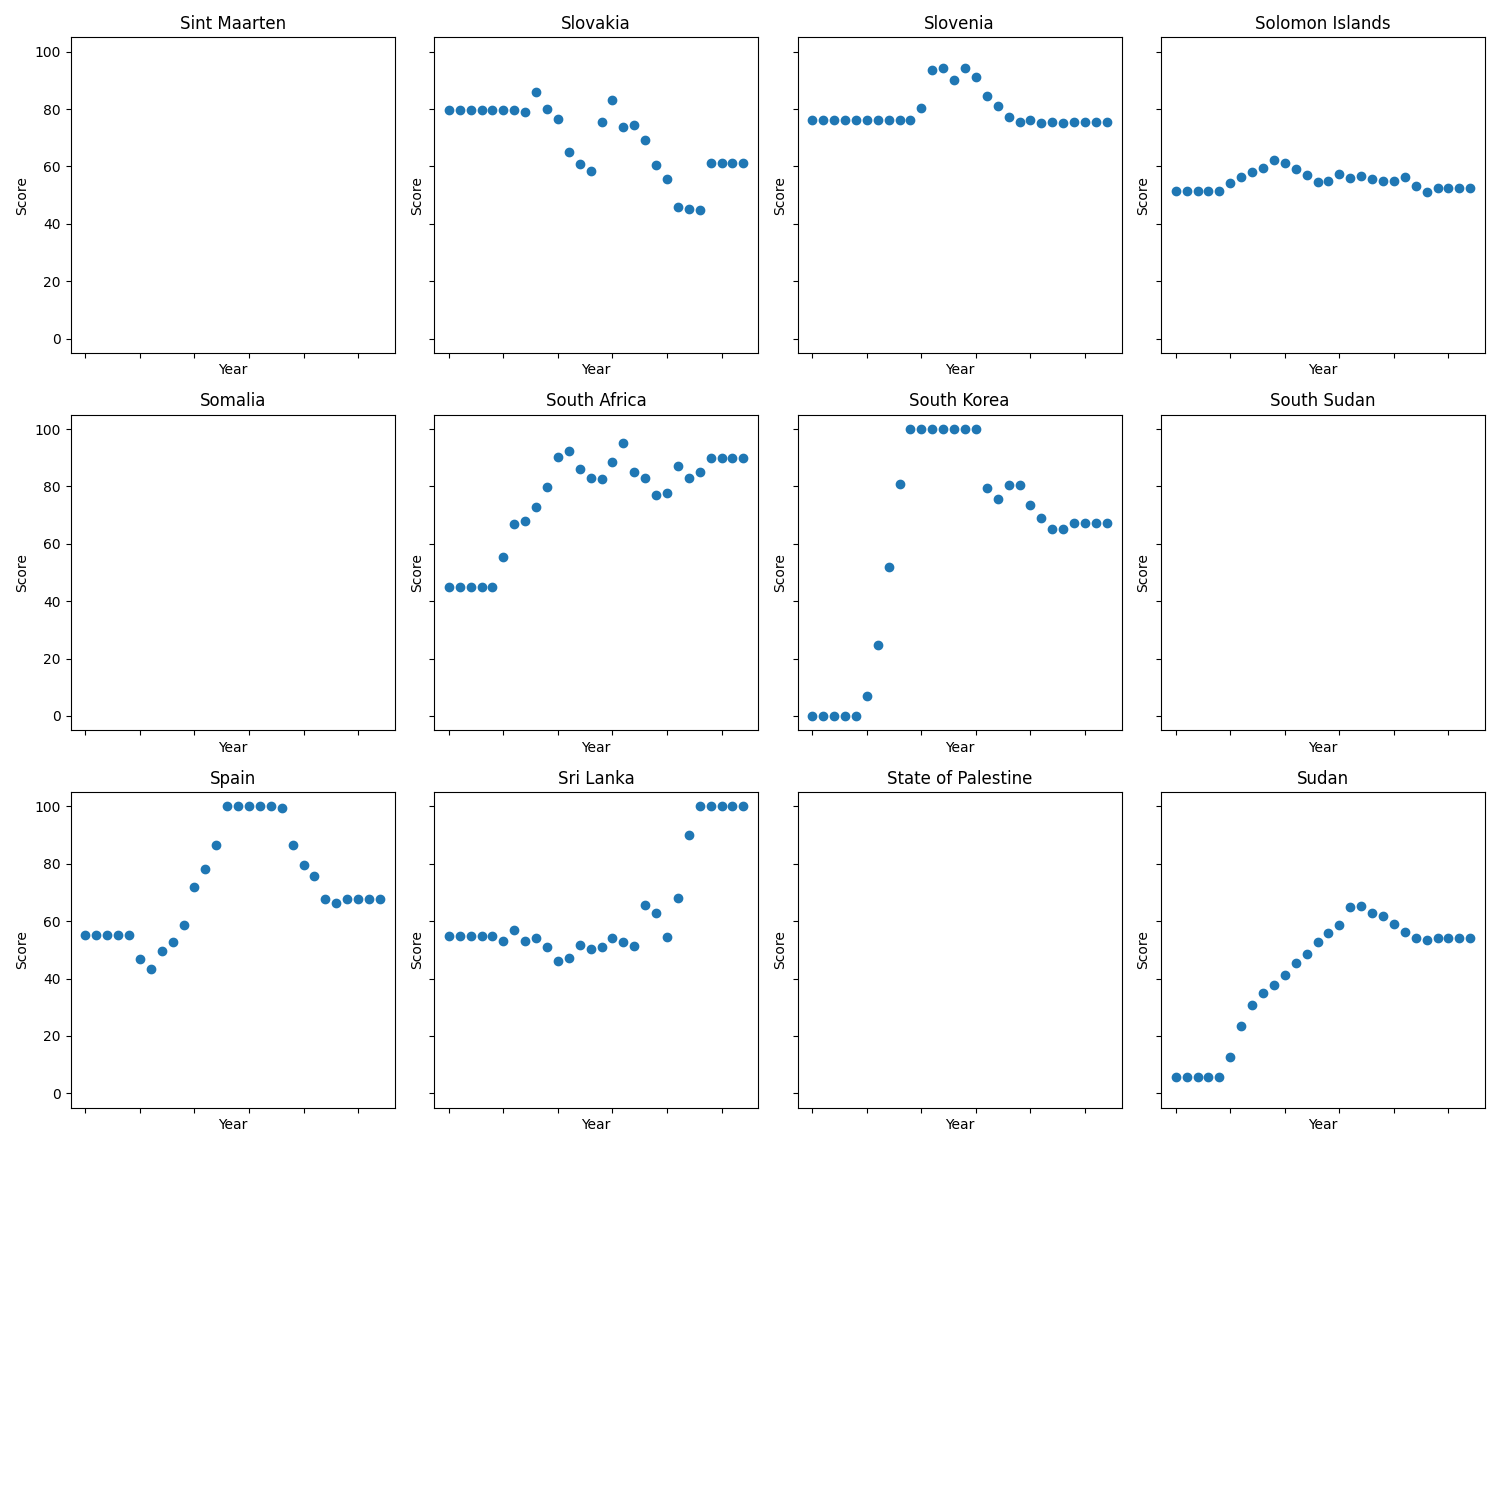 Sint Maarten Slovakia Slovenia Solomon Islands
100
80
60
40
20
0
Score Score Score Score
Year Year Year Year
Somalia South Africa South Korea South Sudan
100
80
60
40
20
0
Score Score Score Score
Year Year Year Year
Spain Sri Lanka State of Palestine Sudan
100
80
60
40
20
0
Score Score Score Score
Year Year Year Year